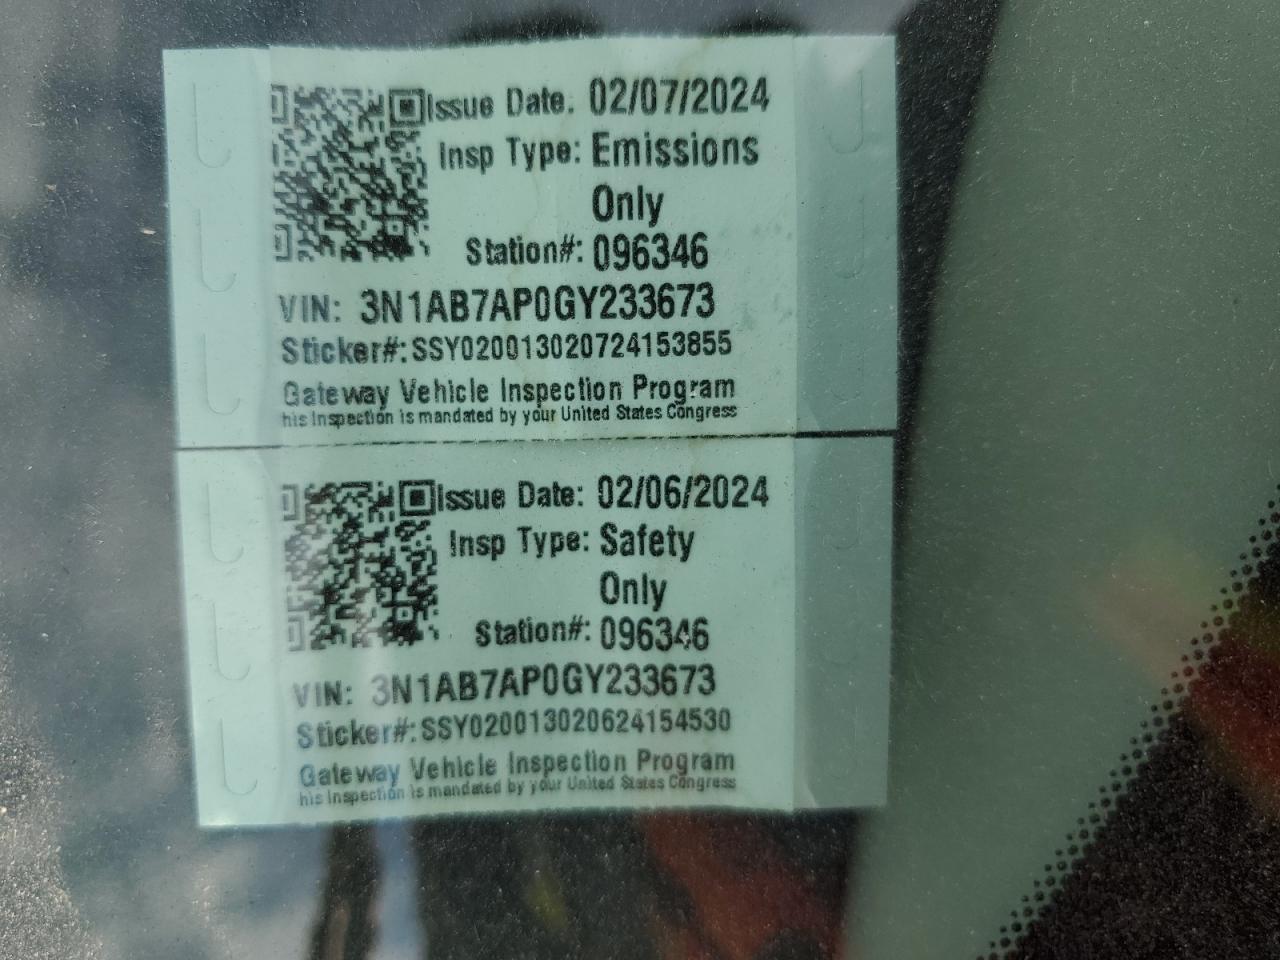 Issue Date: 02/07/2024
Insp Type: Emissions
Only
Station#: 096346
VIN: 3N1AB7AP0GY233673
Sticker#: SSY020013020724153855
Gateway Vehicle Inspection Program
his Inspection is mandated by your United States Congress
Issue Date: 02/06/2024
Insp Type: Safety
Only
Station#: 096346
VIN: 3N1AB7AP0GY233673
Sticker#: SSY020013020624154530
Gateway Vehicle Inspection Program
his Inspection is mandated by your United States Congress